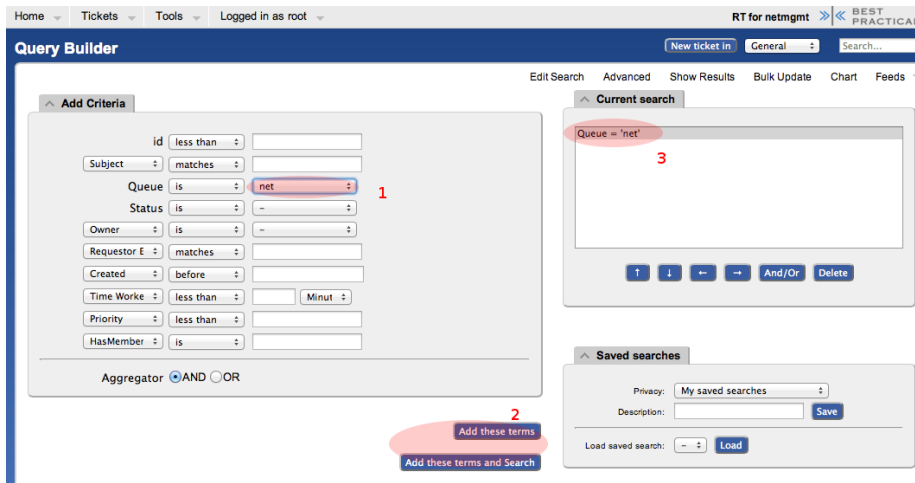 Home Tickets Tools Logged in as root RT for netmgmt BEST PRACTICAL
Query Builder New ticket in General Search...
Edit Search Advanced Show Results Bulk Update Chart Feeds
Add Criteria
id less than
Subject matches
Queue is net 1
Status is -
Owner is -
Requestor E matches
Created before
Time Worke less than Minut
Priority less than
HasMember is
Aggregator AND OR
2
Add these terms
Add these terms and Search
Current search
Queue = 'net'
3
↑ ↓ ← → And/Or Delete
Saved searches
Privacy: My saved searches
Description: Save
Load saved search: - Load